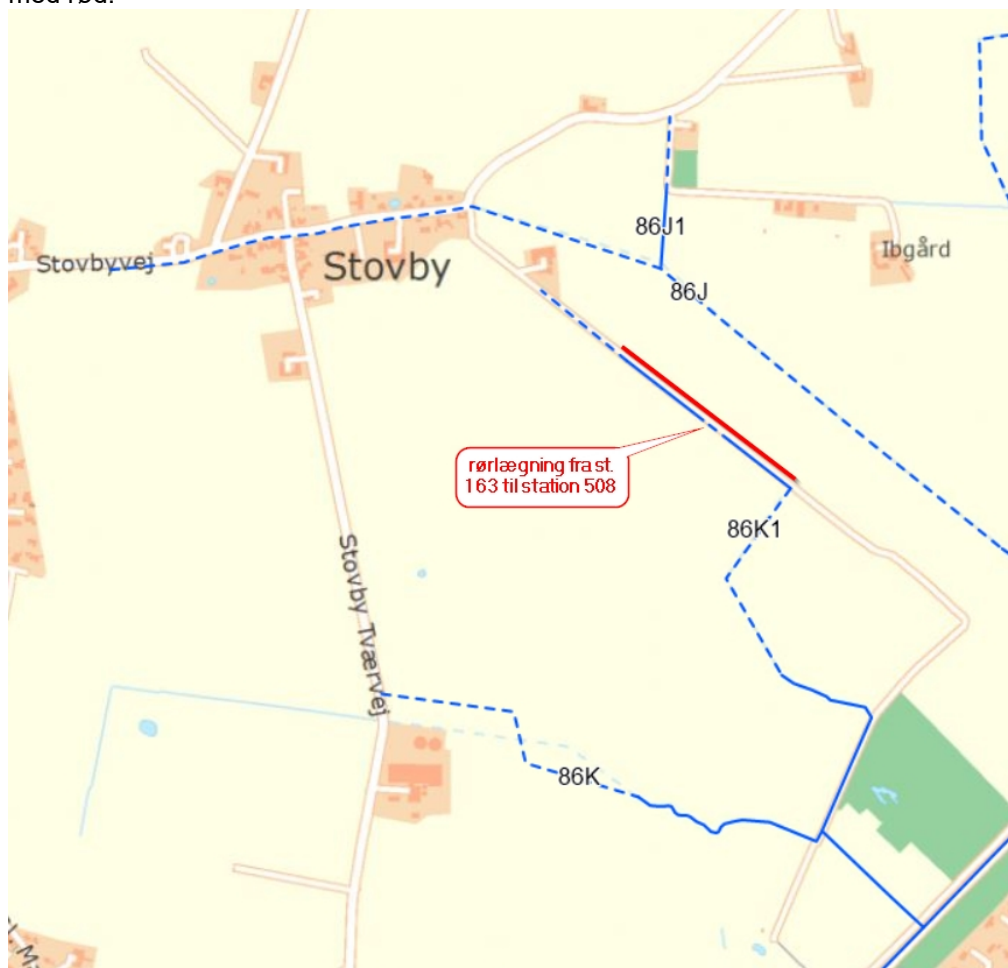 86J1
Stovbyvej
Stovby
Ibgård
86J
rørlægning fra st.
163 til station 508
86K1
Stovby Tværvej
86K